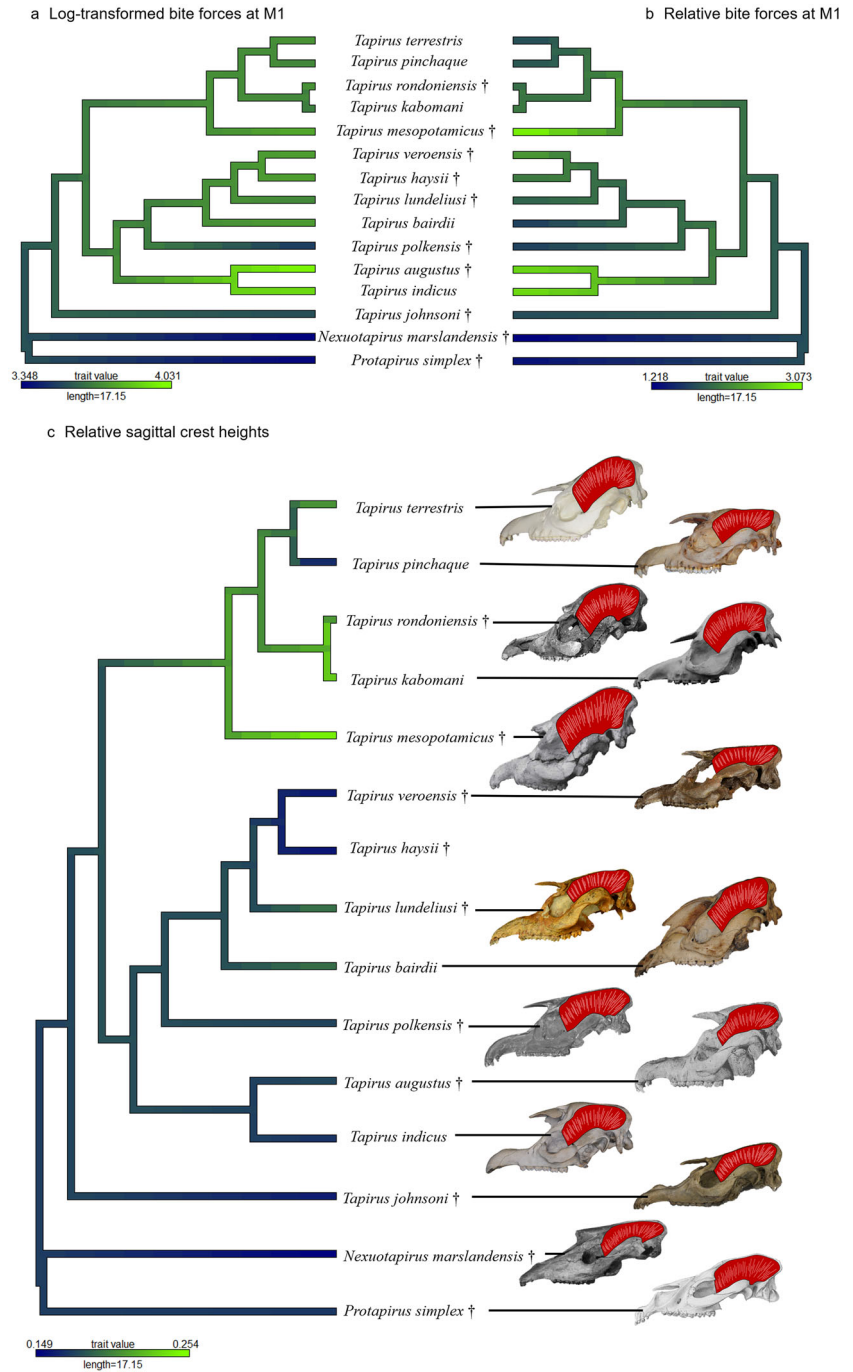 a Log-transformed bite forces at M1
b Relative bite forces at M1
Tapirus terrestris
Tapirus pinchaque
Tapirus rondoniensis †
Tapirus kabomani
Tapirus mesopotamicus †
Tapirus veroensis †
Tapirus haysii †
Tapirus lundeliusi †
Tapirus bairdii
Tapirus polkensis †
Tapirus augustus †
Tapirus indicus
Tapirus johnsoni †
Nexuotapirus marslandensis †
Protapirus simplex †
3.348 trait value 4.031
length=17.15
1.218 trait value 3.073
length=17.15
c Relative sagittal crest heights
Tapirus terrestris
Tapirus pinchaque
Tapirus rondoniensis †
Tapirus kabomani
Tapirus mesopotamicus †
Tapirus veroensis †
Tapirus haysii †
Tapirus lundeliusi †
Tapirus bairdii
Tapirus polkensis †
Tapirus augustus †
Tapirus indicus
Tapirus johnsoni †
Nexuotapirus marslandensis †
Protapirus simplex †
0.149 trait value 0.254
length=17.15